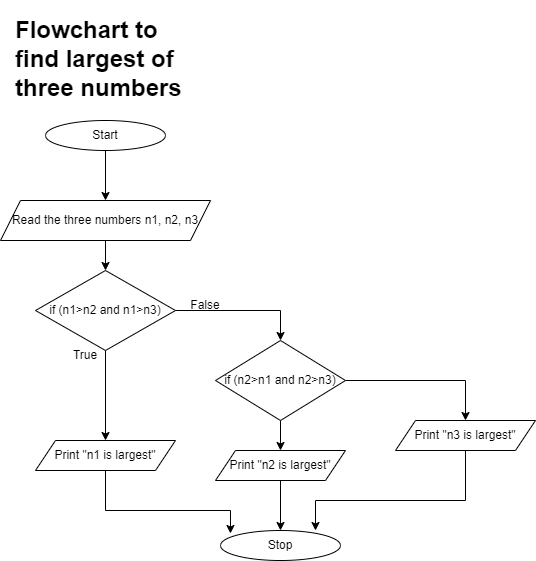 Flowchart to
find largest of
three numbers
Start
Read the three numbers n1, n2, n3
if (n1>n2 and n1>n3)
False
True
if (n2>n1 and n2>n3)
Print "n1 is largest"
Print "n2 is largest"
Print "n3 is largest"
Stop